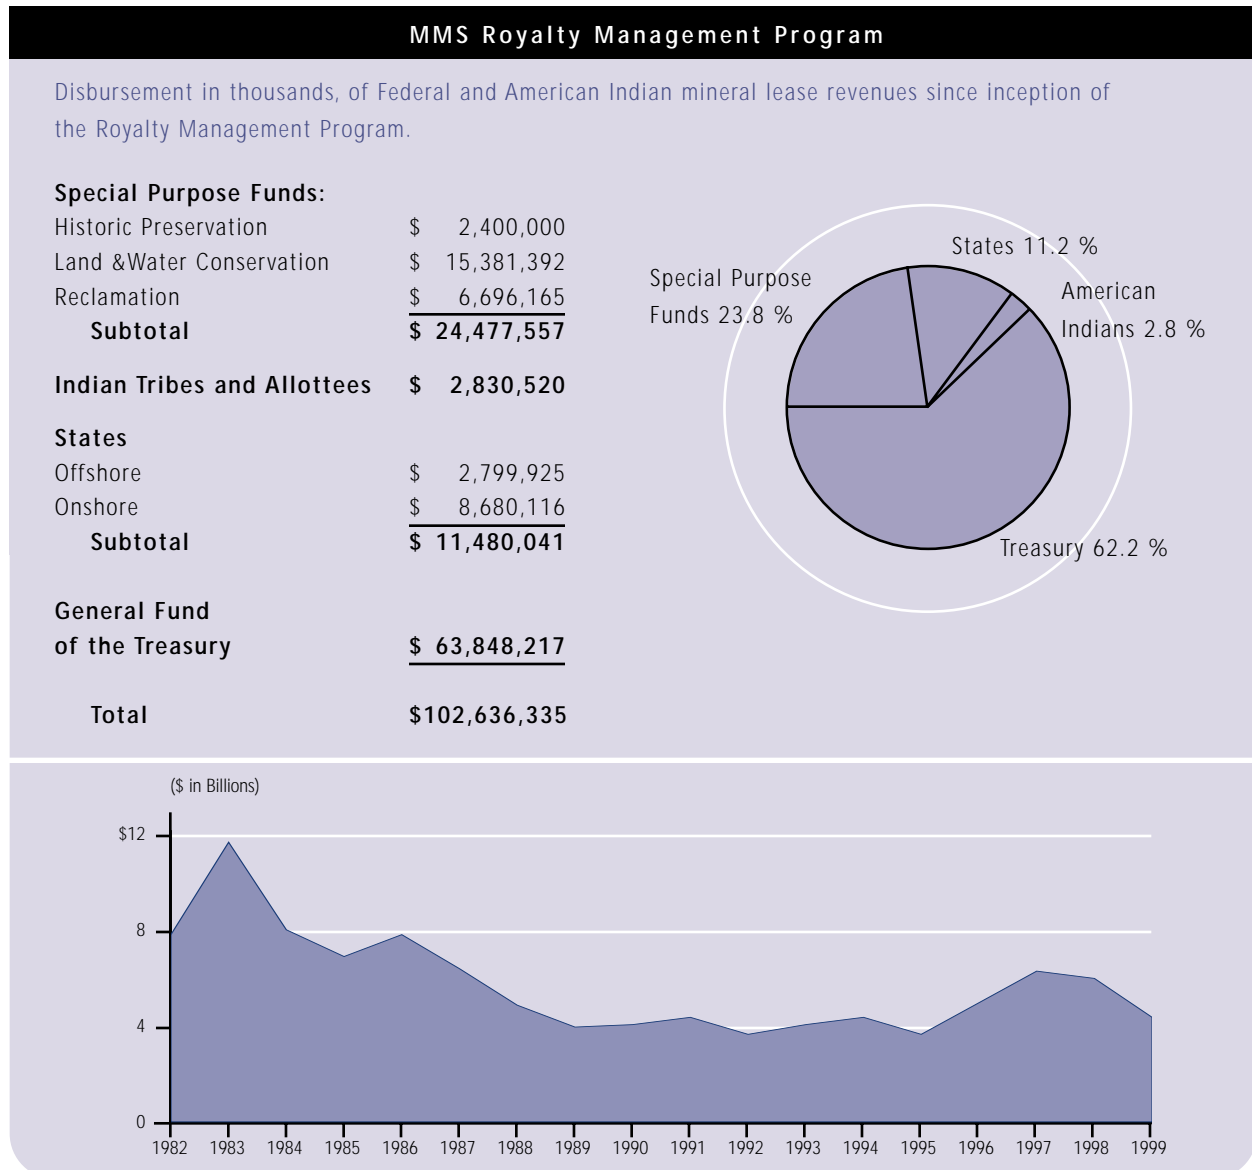 MMS Royalty Management Program
Disbursement in thousands, of Federal and American Indian mineral lease revenues since inception of
the Royalty Management Program.
Special Purpose Funds:
Historic Preservation $ 2,400,000
Land &Water Conservation $ 15,381,392
Reclamation $ 6,696,165
Subtotal $ 24,477,557
Indian Tribes and Allottees $ 2,830,520
States
Offshore $ 2,799,925
Onshore $ 8,680,116
Subtotal $ 11,480,041
General Fund
of the Treasury $ 63,848,217
Total $102,636,335
States 11.2 %
Special Purpose
Funds 23.8 %
American
Indians 2.8 %
Treasury 62.2 %
($ in Billions)
$12
8
4
0
1982 1983 1984 1985 1986 1987 1988 1989 1990 1991 1992 1993 1994 1995 1996 1997 1998 1999